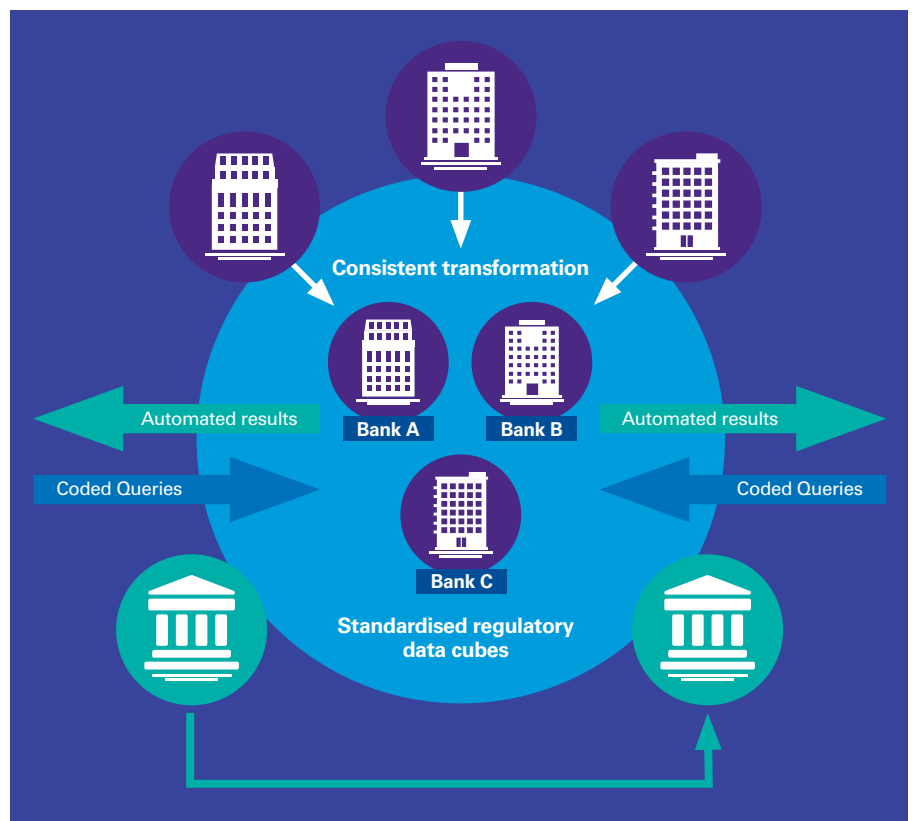 Consistent transformation
Automated results
Automated results
Bank A
Bank B
Coded Queries
Coded Queries
Bank C
Standardised regulatory
data cubes